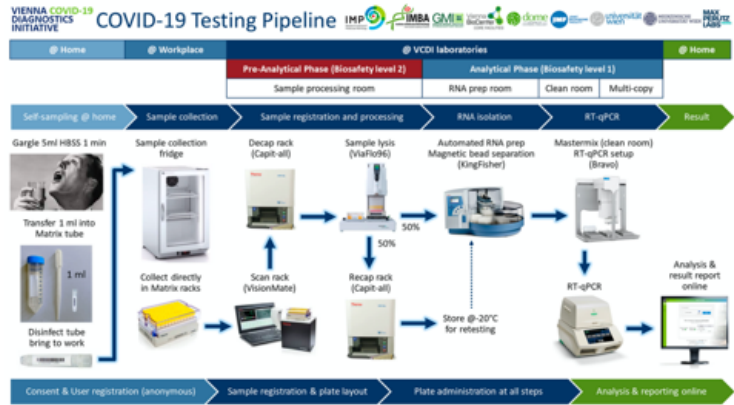 VIENNA COVID-19
DIAGNOSTICS
INITIATIVE
COVID-19 Testing Pipeline
IMP
IMBA
GMI
Vienna
BioCenter
dome
universität
wien
MAX
PERUTZ
LABS
@ Home
@ Workplace
@ VCDI laboratories
@ Home
Pre-Analytical Phase (Biosafety level 2)
Analytical Phase (Biosafety level 1)
Sample processing room
RNA prep room
Clean room
Multi-copy
Self-sampling @ home
Sample collection
Sample registration and processing
RNA isolation
RT-qPCR
Result
Gargle 5ml HBSS 1 min
Transfer 1 ml into
Matrix tube
1 ml
Disinfect tube
bring to work
Sample collection
fridge
Collect directly
in Matrix racks
Decap rack
(Capit-all)
Scan rack
(VisionMate)
Sample lysis
(ViaFlo96)
50%
50%
Recap rack
(Capit-all)
Automated RNA prep
Magnetic bead separation
(KingFisher)
Store @-20°C
for retesting
Mastermix (clean room)
RT-qPCR setup
(Bravo)
RT-qPCR
Analysis &
result report
online
Consent & User registration (anonymous)
Sample registration & plate layout
Plate administration at all steps
Analysis & reporting online